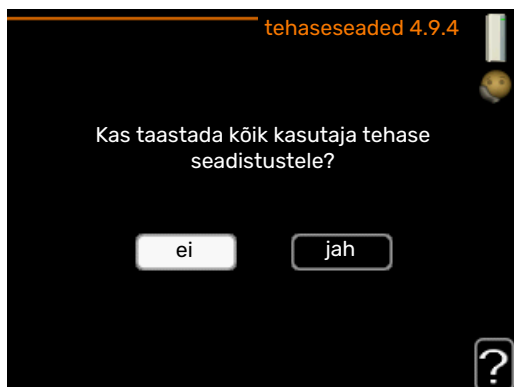 tehaseseaded 4.9.4
Kas taastada kõik kasutaja tehase
seadistustele?
ei
jah
?